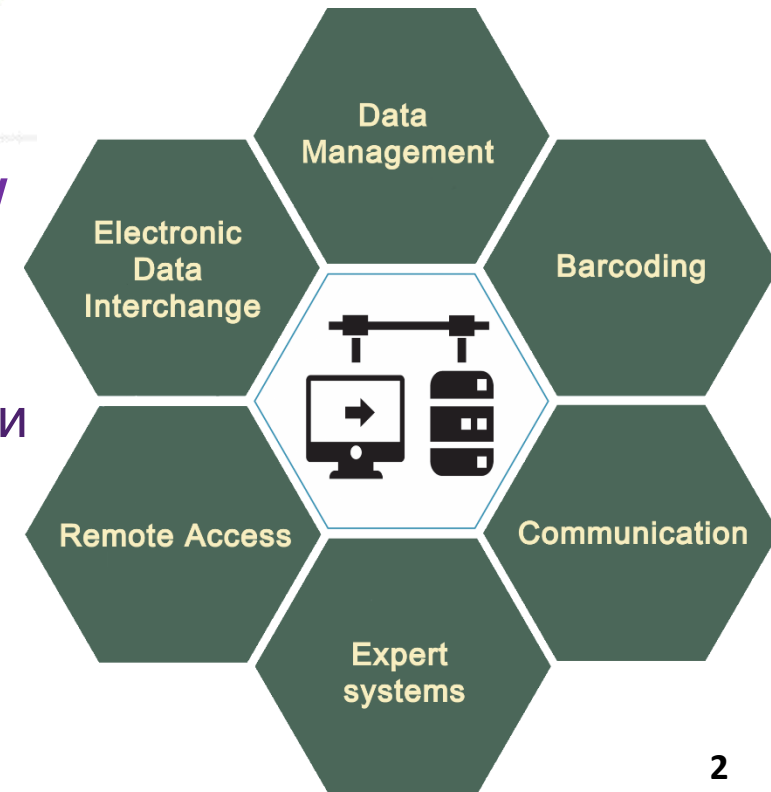 Data
Management
Electronic
Data
Interchange
Barcoding
и
Remote Access
Communication
Expert
systems
2